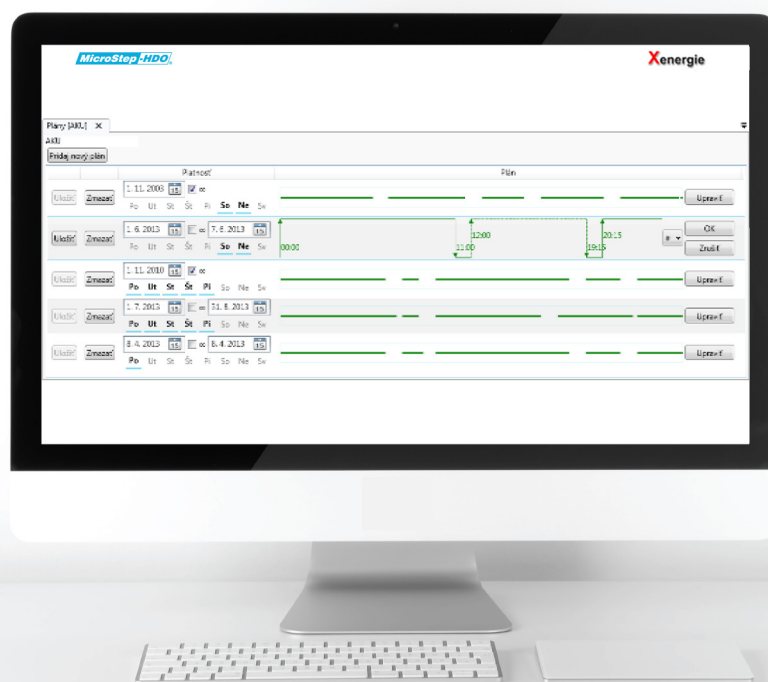 MicroStep-HDO
Xenergie
Plány [AKU] X
AKU
Pridaj nový plán
Platnosť Plán
Uložiť Zmazať 1. 11. 2003 15 ∞ Upraviť
Po Ut St Št Pi So Ne Sv
Uložiť Zmazať 1. 6. 2013 15 ∞ 7. 6. 2013 15 00:00 11:00 12:00 19:15 20:15 # OK
Po Ut St Št Pi So Ne Sv Zrušiť
Uložiť Zmazať 1. 11. 2010 15 ∞ Upraviť
Po Ut St Št Pi So Ne Sv
Uložiť Zmazať 1. 7. 2013 15 ∞ 31. 8. 2013 15 Upraviť
Po Ut St Št Pi So Ne Sv
Uložiť Zmazať 8. 4. 2013 15 ∞ 8. 4. 2013 15 Upraviť
Po Ut St Št Pi So Ne Sv